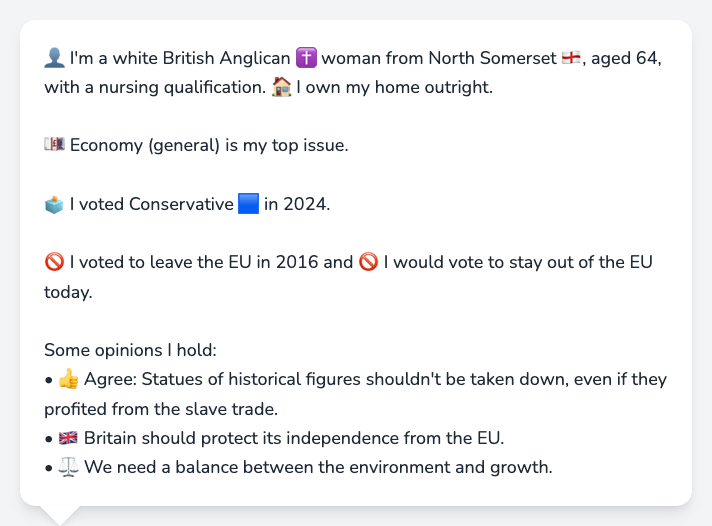 👤 I'm a white British Anglican ✝️ woman from North Somerset 🏴󠁧󠁢󠁥󠁮󠁧󠁿, aged 64,
with a nursing qualification. 🏠 I own my home outright.
💷 Economy (general) is my top issue.
🗳️ I voted Conservative 🟦 in 2024.
🚫 I voted to leave the EU in 2016 and 🚫 I would vote to stay out of the EU
today.
Some opinions I hold:
• 👍 Agree: Statues of historical figures shouldn't be taken down, even if they
profited from the slave trade.
• 🇬🇧 Britain should protect its independence from the EU.
• ⚖️ We need a balance between the environment and growth.